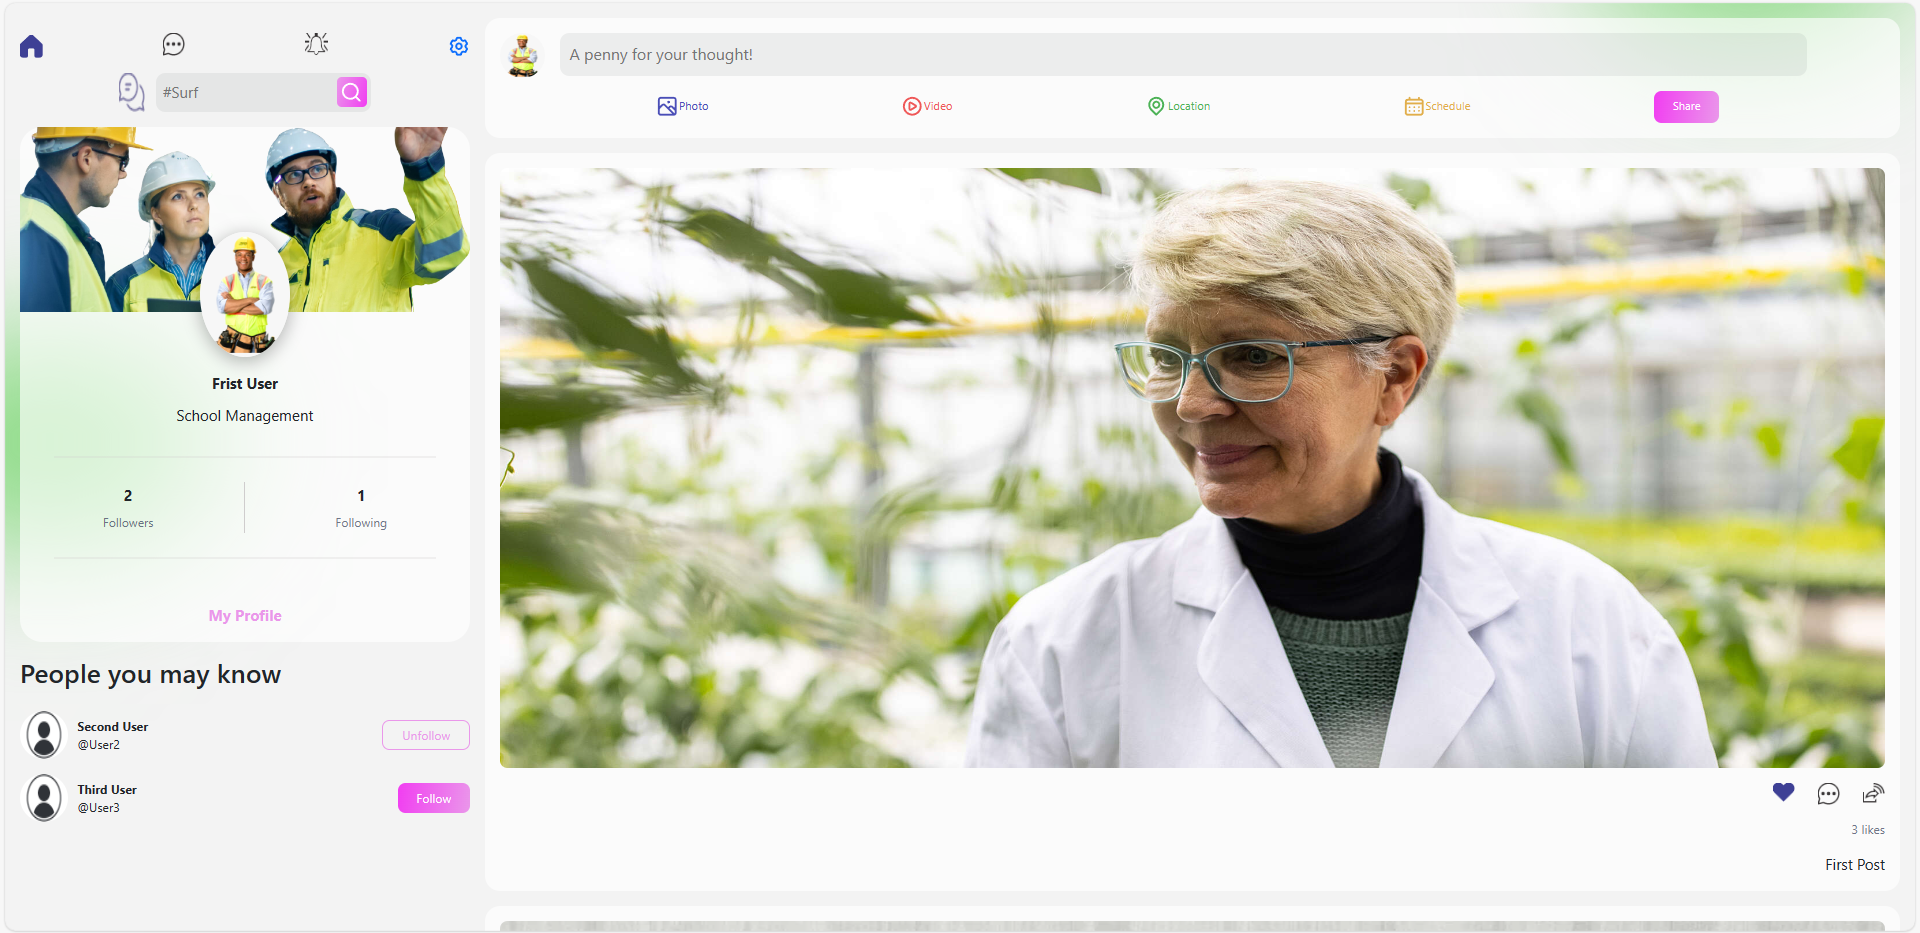 #Surf
Frist User
School Management
2
Followers
1
Following
My Profile
People you may know
Second User
@User2
Unfollow
Third User
@User3
Follow
A penny for your thought!
Photo
Video
Location
Schedule
Share
3 likes
First Post